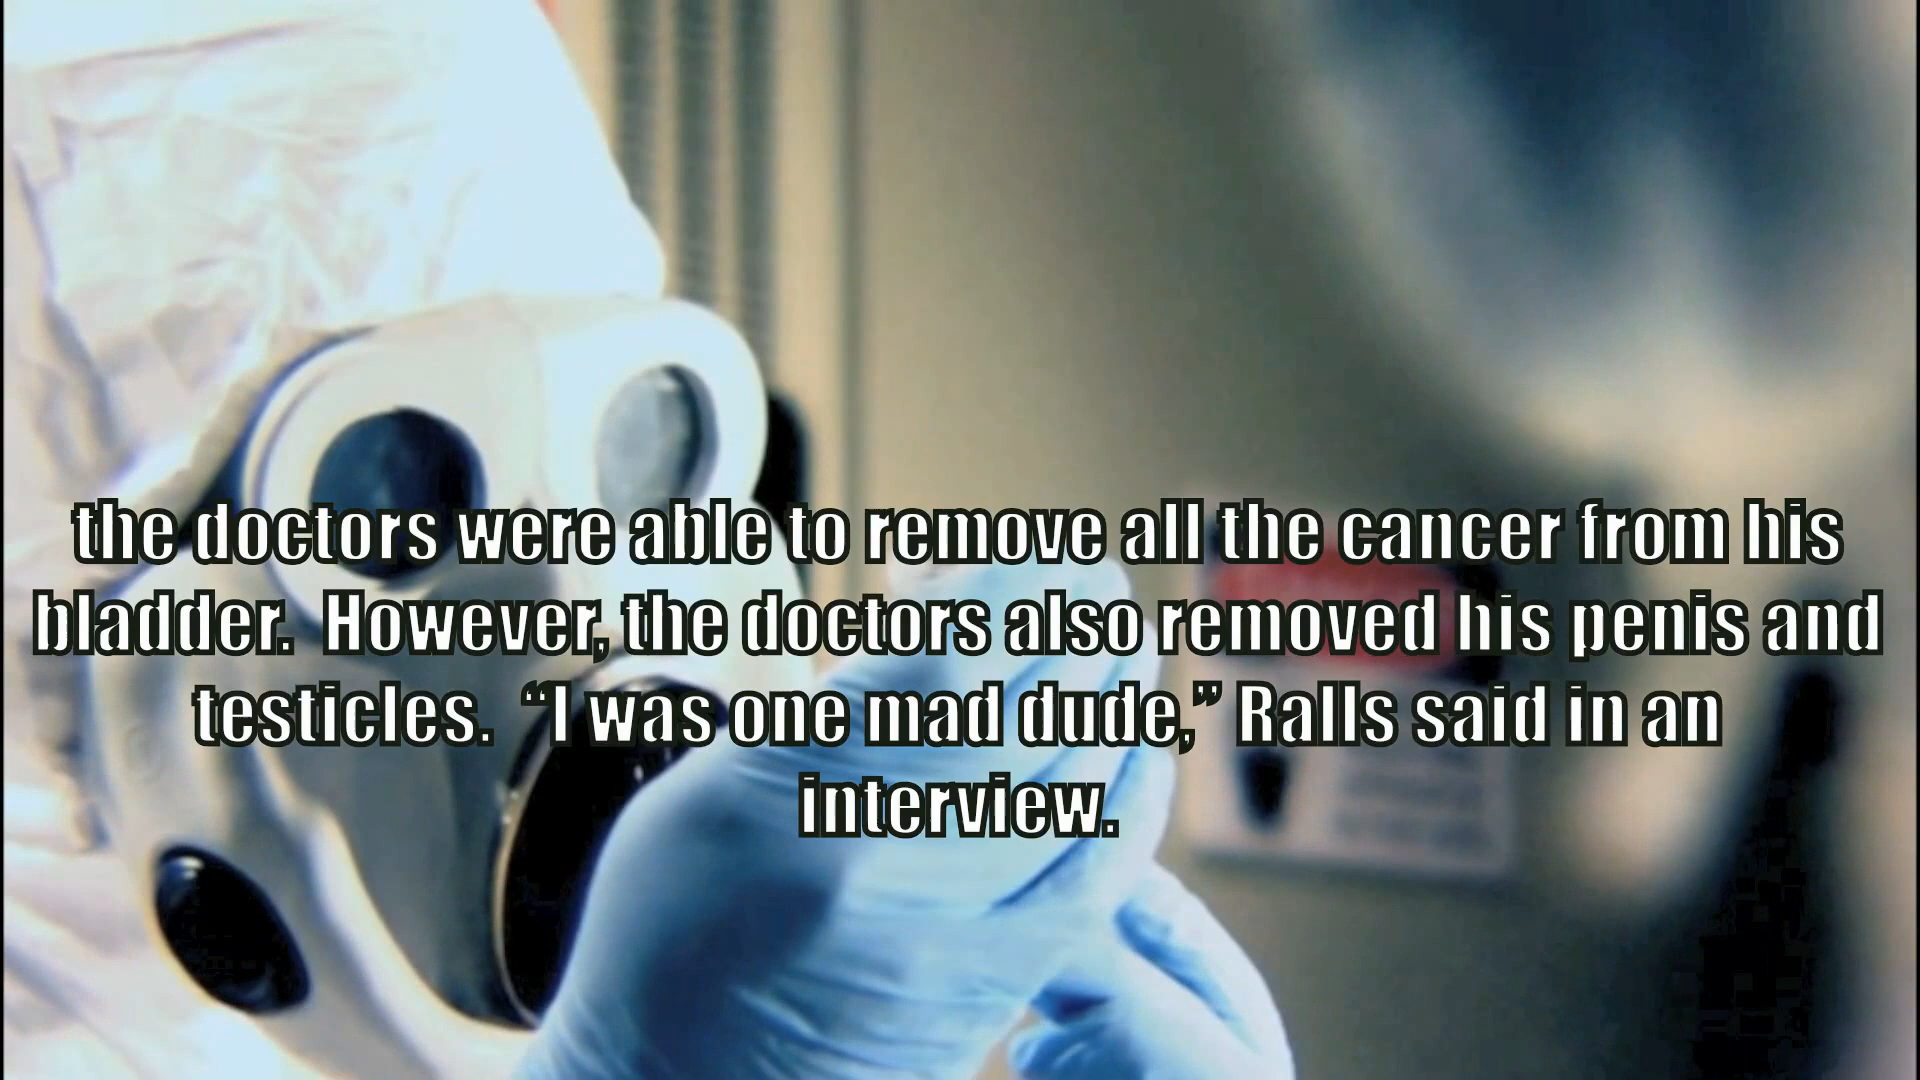 the doctors were able to remove all the cancer from his
bladder.  However, the doctors also removed his penis and
testicles.  “I was one mad dude,” Ralls said in an
interview.